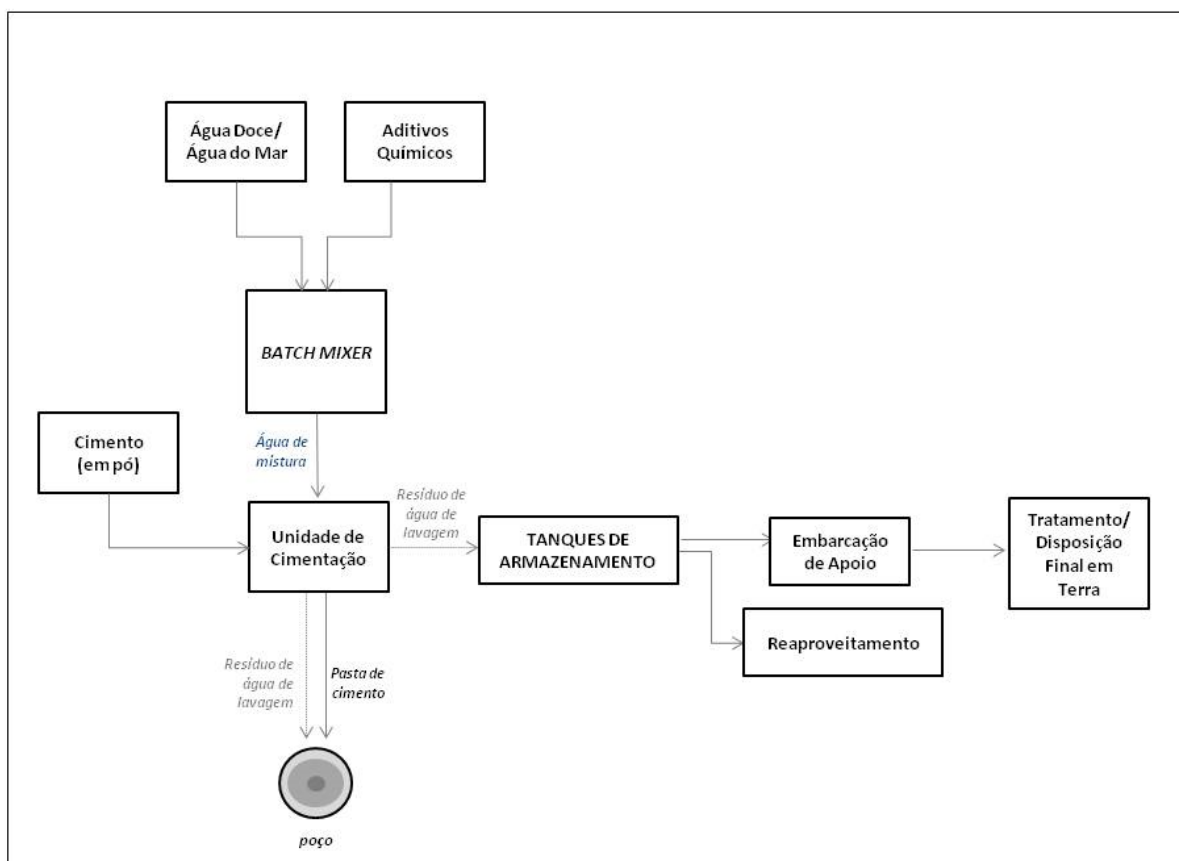 Água Doce/
Água do Mar
Aditivos
Químicos
BATCH MIXER
Cimento
(em pó)
Água de
mistura
Unidade de
Cimentação
Resíduo de
água de
lavagem
TANQUES DE
ARMAZENAMENTO
Embarcação
de Apoio
Tratamento/
Disposição
Final em
Terra
Reaproveitamento
Resíduo de
água de
lavagem
Pasta de
cimento
poço